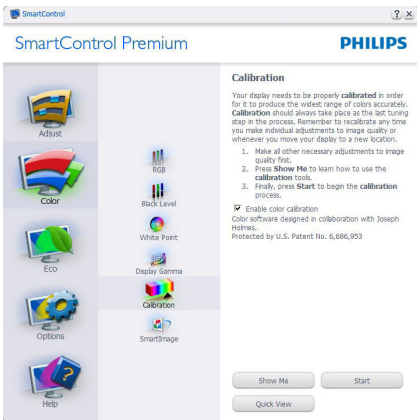 SmartControl
SmartControl Premium
PHILIPS
Adjust
Color
Eco
Options
Help
RGB
Black Level
White Point
Display Gamma
Calibration
SmartImage
Calibration
Your display needs to be properly calibrated in order
for it to produce the widest range of colors accurately.
Calibration should always take place as the last tuning
step in the process. Remember to recalibrate any time
you make individual adjustments to image quality or
whenever you move your display to a new location.
1. Make all other necessary adjustments to image
quality first.
2. Press Show Me to learn how to use the
calibration tools.
3. Finally, press Start to begin the calibration
process.
Enable color calibration
Color software designed in collaboration with Joseph
Holmes.
Protected by U.S. Patent No. 6,686,953
Show Me
Start
Quick View